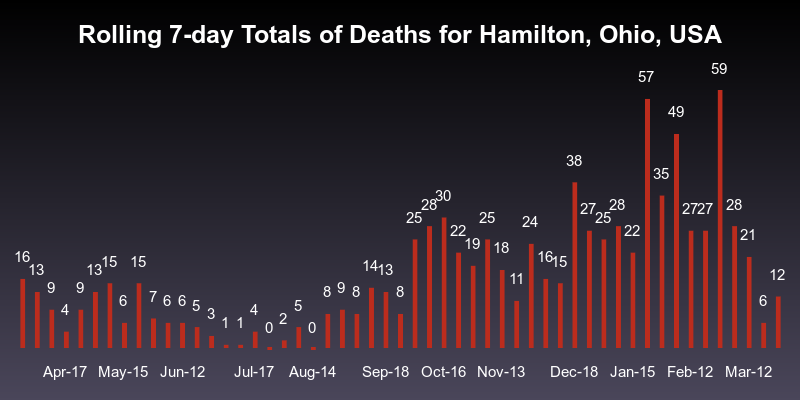 Rolling 7-day Totals of Deaths for Hamilton, Ohio, USA
16 13 9 4 9 13 15 6 15 7 6 6 5 3 1 1 4 0 2 5 0 8 9 8 14 13 8 25 28 30 22 19 25 18 11 24 16 15 38 27 25 28 22 57 35 49 27 27 59 28 21 6 12
Apr-17 May-15 Jun-12 Jul-17 Aug-14 Sep-18 Oct-16 Nov-13 Dec-18 Jan-15 Feb-12 Mar-12